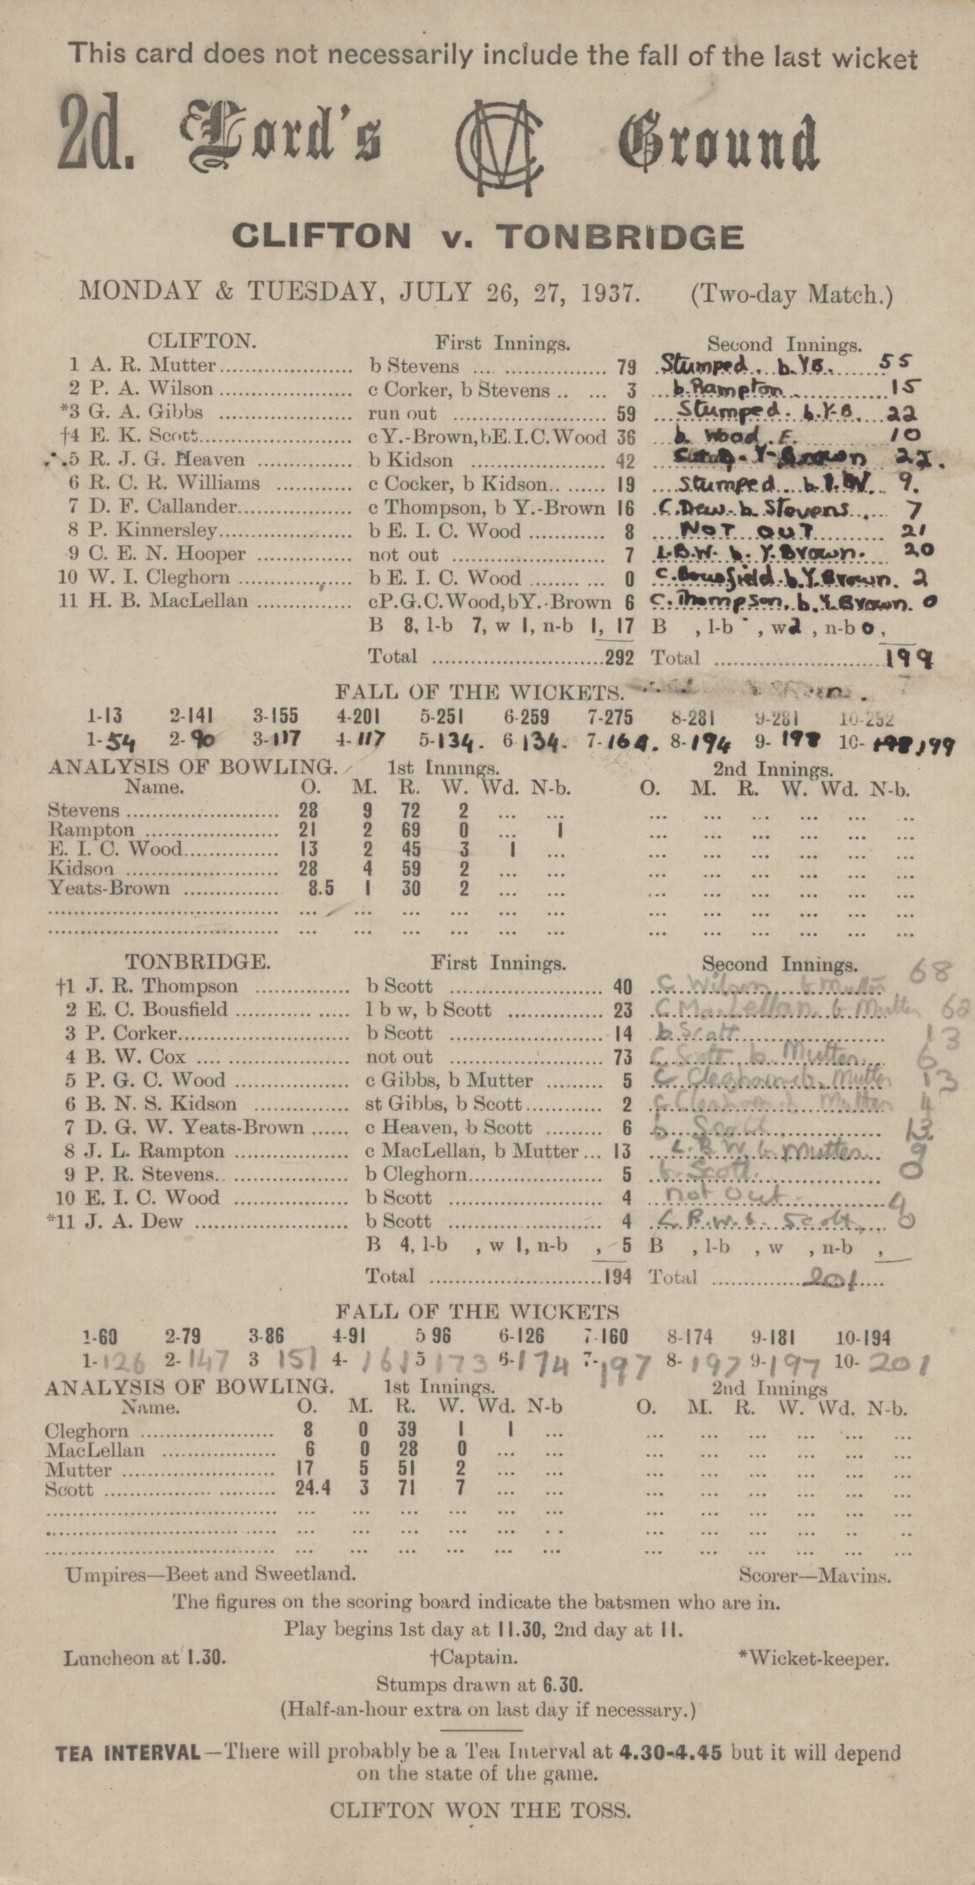 This card does not necessarily include the fall of the last wicket
2d. Lord's MCC Ground
CLIFTON v. TONBRIDGE
MONDAY & TUESDAY, JULY 26, 27, 1937. (Two-day Match.)
CLIFTON. First Innings. Second Innings.
1 A. R. Mutter b Stevens 79 Stumped. b. YB. 55
2 P. A. Wilson c Corker, b Stevens 3 b. Rampton 15
*3 G. A. Gibbs run out 59 Stumped. b. Y.B. 22
†4 E. K. Scott c Y.-Brown, b E. I. C. Wood 36 b Wood. E. 10
5 R. J. G. Heaven b Kidson 42 Y-Brown 22.
6 R. C. R. Williams c Cocker, b Kidson 19 Stumped b. 9.
7 D. F. Callander c Thompson, b Y.-Brown 16 C. Dew. b. Stevens 7
8 P. Kinnersley b E. I. C. Wood 8 NOT OUT 21
9 C. E. N. Hooper not out 7 L.B.W. b. Y. Brown. 20
10 W. I. Cleghorn b E. I. C. Wood 0 C. Bousfield. b. Y. Brown. 2
11 H. B. MacLellan c P. G. C. Wood, b Y.-Brown 6 C. Thompson. b. Y. Brown. 0
B 8, l-b 7, w 1, n-b 1, 17 B , l-b , w 2 , n-b 0 ,
Total 292 Total 199
FALL OF THE WICKETS.
1-13 2-141 3-155 4-201 5-251 6-259 7-275 8-281 9-281 10-292
1-54 2-90 3-117 4-117 5-134. 6-134. 7-164. 8-194 9-198 10-198,199
ANALYSIS OF BOWLING. 1st Innings. 2nd Innings.
Name. O. M. R. W. Wd. N-b. O. M. R. W. Wd. N-b.
Stevens 28 9 72 2 ... ...
Rampton 21 2 69 0 ... 1
E. I. C. Wood 13 2 45 3 1 ...
Kidson 28 4 59 2 ... ...
Yeats-Brown 8.5 1 30 2 ... ...
TONBRIDGE. First Innings. Second Innings.
†1 J. R. Thompson b Scott 40 C Wilson b Mutter 68
2 E. C. Bousfield l b w, b Scott 23 C MacLellan b Mutter 62
3 P. Corker b Scott 14 b Scott 13
4 B. W. Cox not out 73 C Scott b. Mutter 6
5 P. G. C. Wood c Gibbs, b Mutter 5 C. Cleghorn b. Mutter 13
6 B. N. S. Kidson st Gibbs, b Scott 2 C Cleghorn b Mutter 4
7 D. G. W. Yeats-Brown c Heaven, b Scott 6 b Scott 13
8 J. L. Rampton c MacLellan, b Mutter 13 L.B.W. b. Mutter 9
9 P. R. Stevens b Cleghorn 5 b. Scott. 0
10 E. I. C. Wood b Scott 4 not out. 4
*11 J. A. Dew b Scott 4 L.B.W. b. Scott 0
B 4, l-b , w 1, n-b , 5 B , l-b , w , n-b ,
Total 194 Total 201
FALL OF THE WICKETS
1-60 2-79 3-86 4-91 5 96 6-126 7-160 8-174 9-181 10-194
1-126 2-147 3 151 4-161 5 173 6-174 7-197 8-197 9-197 10-201
ANALYSIS OF BOWLING. 1st Innings. 2nd Innings
Name. O. M. R. W. Wd. N-b O. M. R. W. Wd. N-b.
Cleghorn 8 0 39 1 1 ...
MacLellan 6 0 28 0 ... ...
Mutter 17 5 51 2 ... ...
Scott 24.4 3 71 7 ... ...
Umpires—Beet and Sweetland. Scorer—Mavins.
The figures on the scoring board indicate the batsmen who are in.
Play begins 1st day at 11.30, 2nd day at 11.
Luncheon at 1.30. †Captain. *Wicket-keeper.
Stumps drawn at 6.30.
(Half-an-hour extra on last day if necessary.)
TEA INTERVAL—There will probably be a Tea Interval at 4.30-4.45 but it will depend
on the state of the game.
CLIFTON WON THE TOSS.